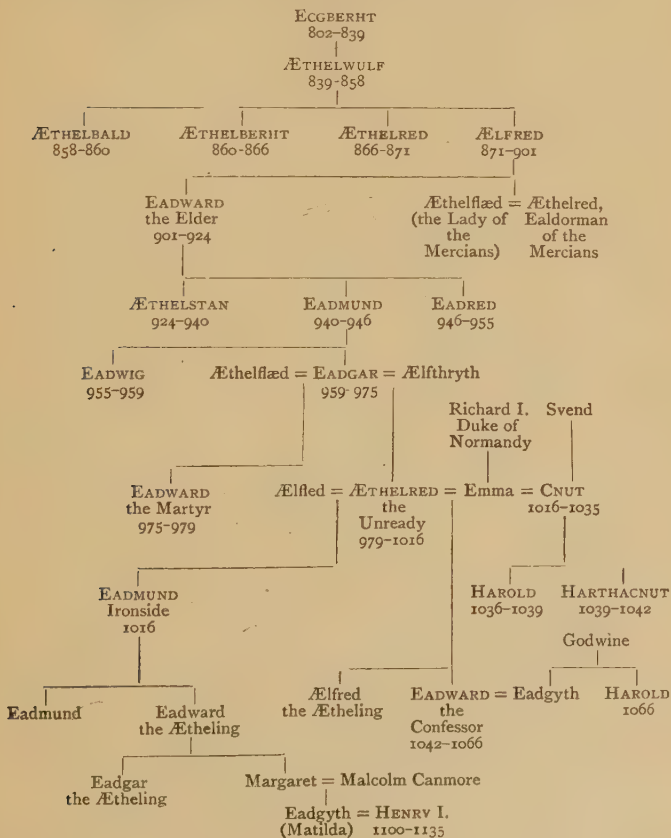 ECGBERHT
802–839
ÆTHELWULF
839–858
ÆTHELBALD ÆTHELBERHT ÆTHELRED ÆLFRED
858–860 860–866 866–871 871–901
EADWARD Æthelflæd = Æthelred,
the Elder (the Lady of Ealdorman
901–924 the of the
Mercians) Mercians
ÆTHELSTAN EADMUND EADRED
924–940 940–946 946–955
EADWIG Æthelflæd = EADGAR = Ælfthryth
955–959 959–975
Richard I. Svend
Duke of
Normandy
EADWARD Ælfled = ÆTHELRED = Emma = CNUT
the Martyr the 1016–1035
975–979 Unready
979–1016
EADMUND HAROLD HARTHACNUT
Ironside 1036–1039 1039–1042
1016
Godwine
Eadmund Eadward Ælfred EADWARD = Eadgyth HAROLD
the Ætheling the Ætheling the 1066
Confessor
1042–1066
Eadgar Margaret = Malcolm Canmore
the Ætheling
Eadgyth = HENRY I.
(Matilda) 1100–1135